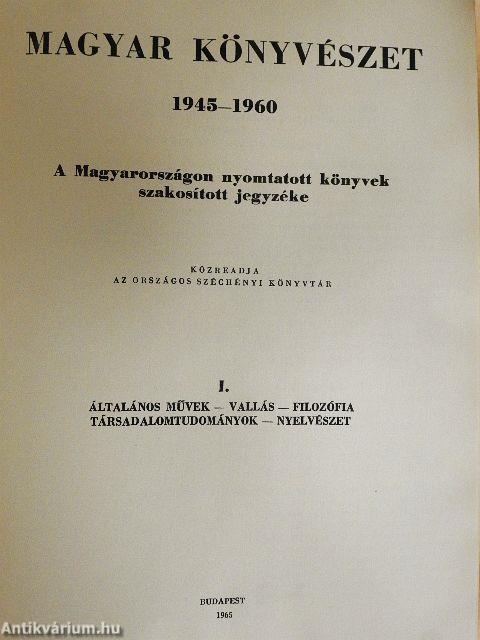 MAGYAR KÖNYVÉSZET
1945–1960
A Magyarországon nyomtatott könyvek
szakosított jegyzéke
KÖZREADJA
AZ ORSZÁGOS SZÉCHÉNYI KÖNYVTÁR
I.
ÁLTALÁNOS MŰVEK — VALLÁS — FILOZÓFIA
TÁRSADALOMTUDOMÁNYOK — NYELVÉSZET
BUDAPEST
1965
Antikvárium.hu